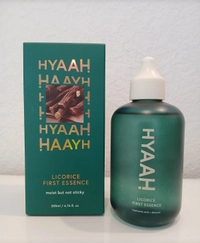 HYAAH
HAAYH
HYAAH
HAAYH
LICORICE
FIRST ESSENCE
moist but not sticky
HYAAH
LICORICE
FIRST ESSENCE